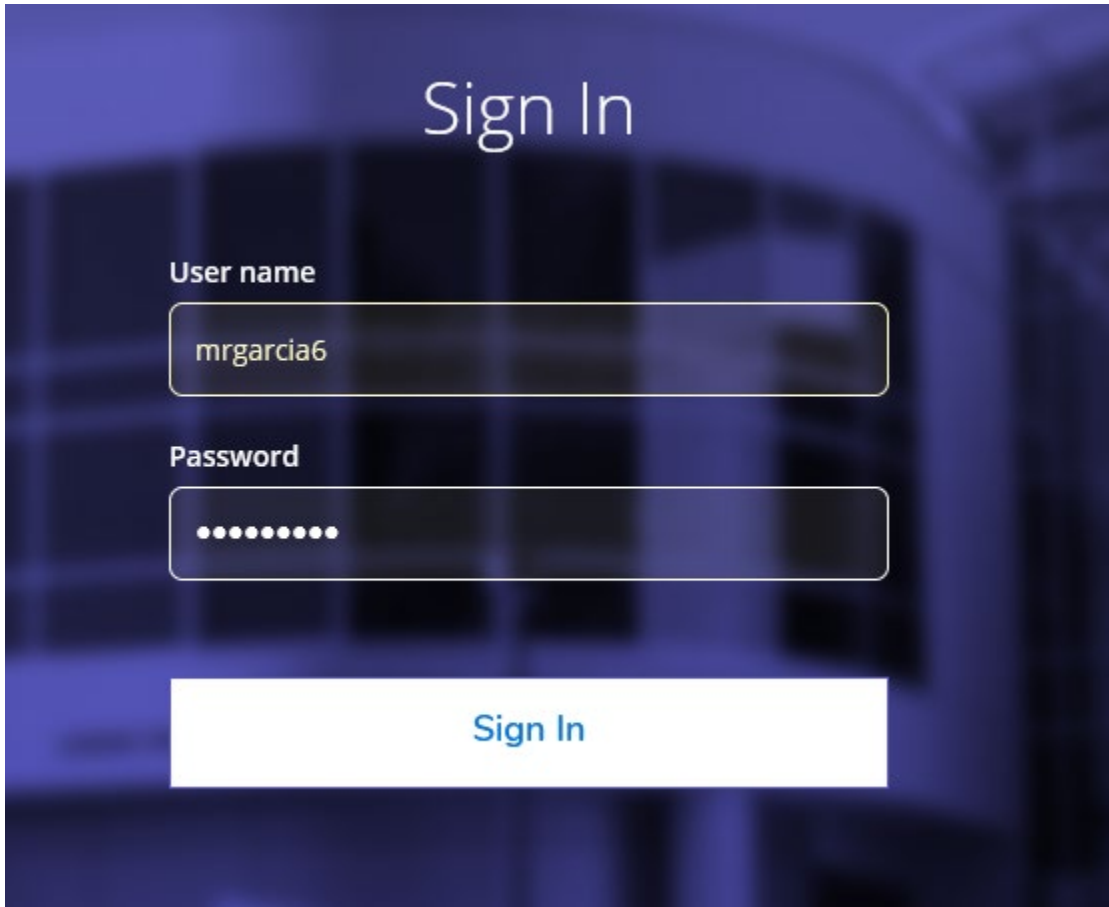 Sign In
User name
mrgarcia6
Password
•••••••••
Sign In